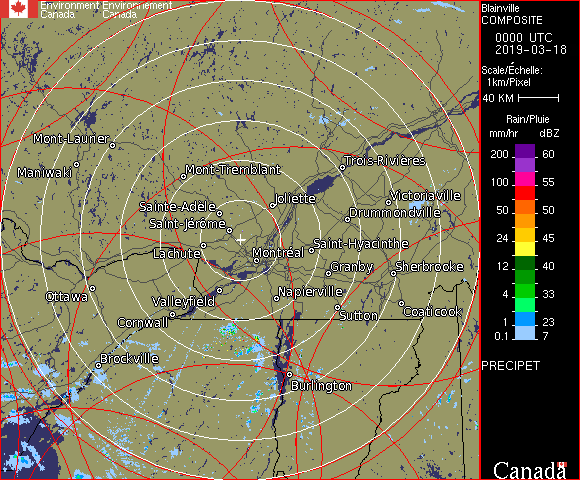 Environment Environnement
Canada Canada
Blainville
COMPOSITE
0000 UTC
2019-03-18
Scale/Échelle:
1km/Pixel
40 KM
Rain/Pluie
mm/hr dBZ
200 60
100 55
50 50
24 45
12 40
4 33
1 23
0.1 7
PRECIPET
Mont-Laurier
Maniwaki
Mont-Tremblant
Trois-Rivières
Joliette
Victoriaville
Sainte-Adèle
Drummondville
Saint-Jérôme
Saint-Hyacinthe
Lachute
Montréal
Granby
Sherbrooke
Ottawa
Valleyfield
Napierville
Cornwall
Sutton
Coaticook
Brockville
Burlington
Canada